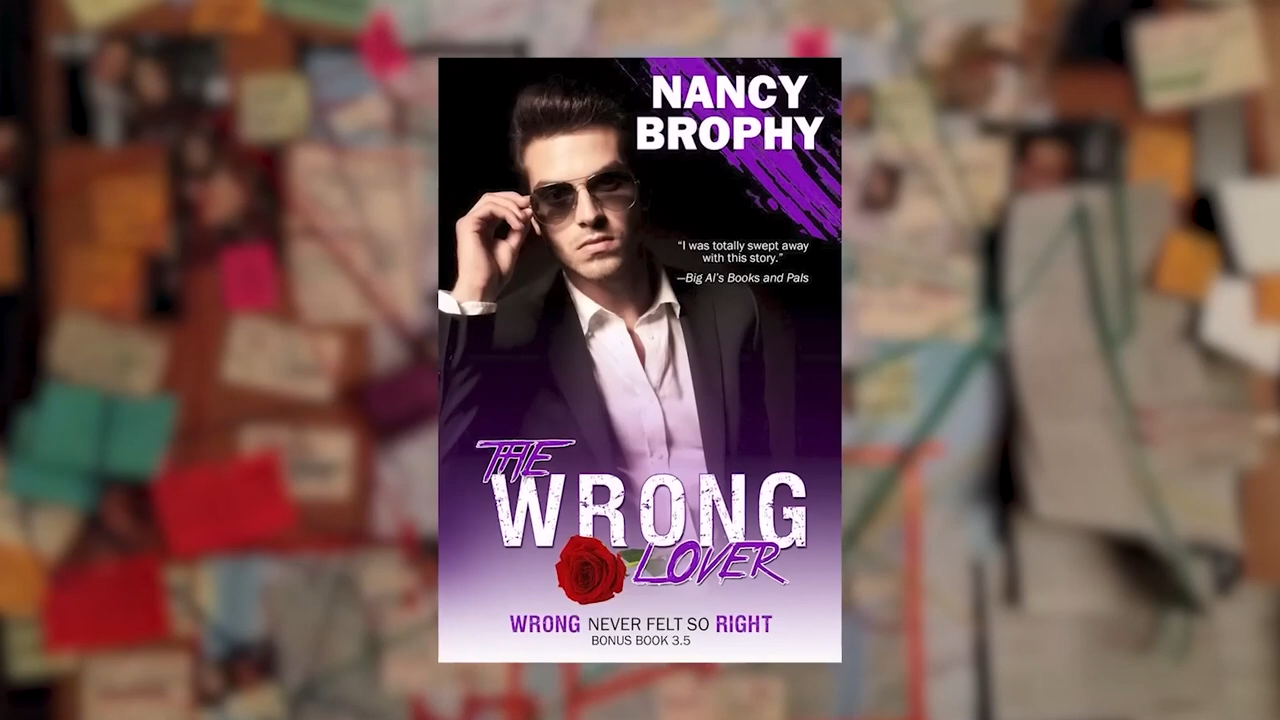 NANCY
BROPHY
“I was totally swept away
with this story.”
—Big Al’s Books and Pals
THE
WRONG
LOVER
WRONG NEVER FELT SO RIGHT
BONUS BOOK 3.5